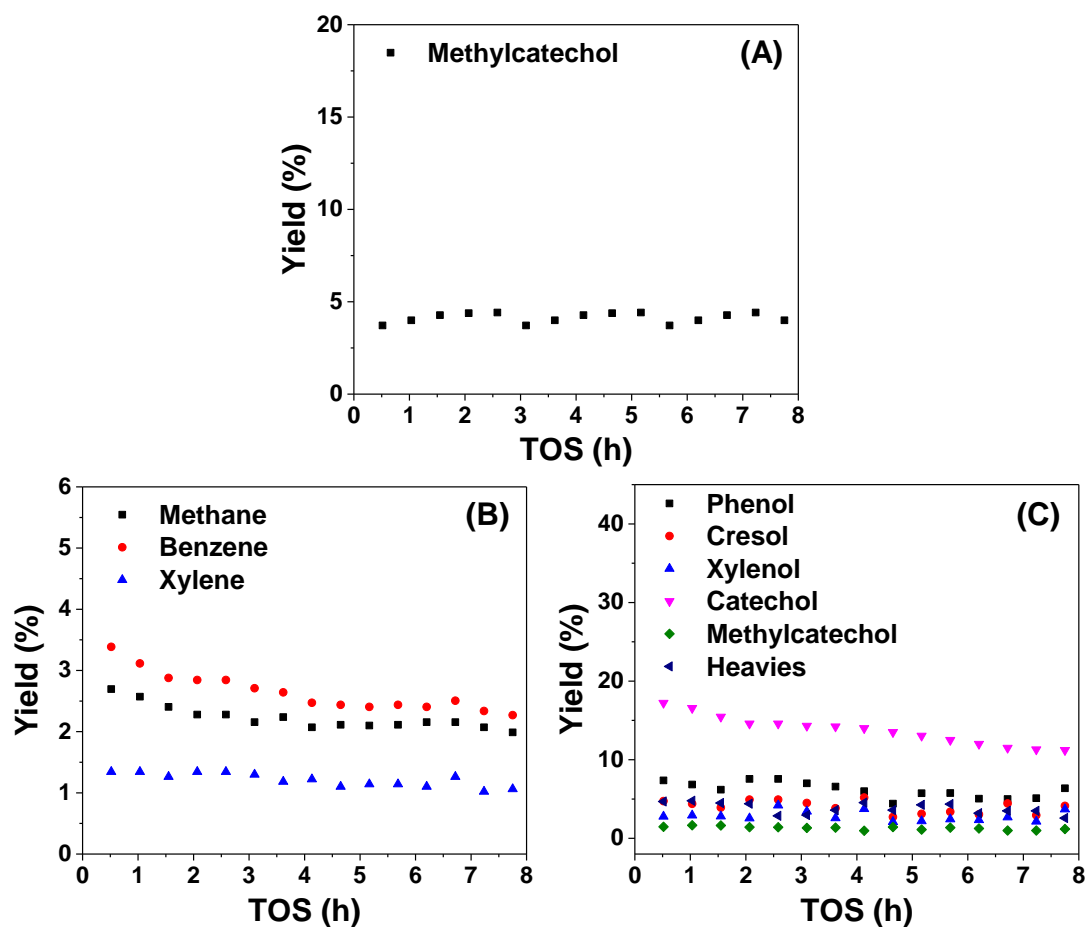 20
15
10
5
0
Yield (%)
Methylcatechol
(A)
0 1 2 3 4 5 6 7 8
TOS (h)
6
5
4
3
2
1
0
Yield (%)
Methane
Benzene
Xylene
(B)
0 1 2 3 4 5 6 7 8
TOS (h)
40
30
20
10
0
Yield (%)
Phenol
Cresol
Xylenol
Catechol
Methylcatechol
Heavies
(C)
0 1 2 3 4 5 6 7 8
TOS (h)